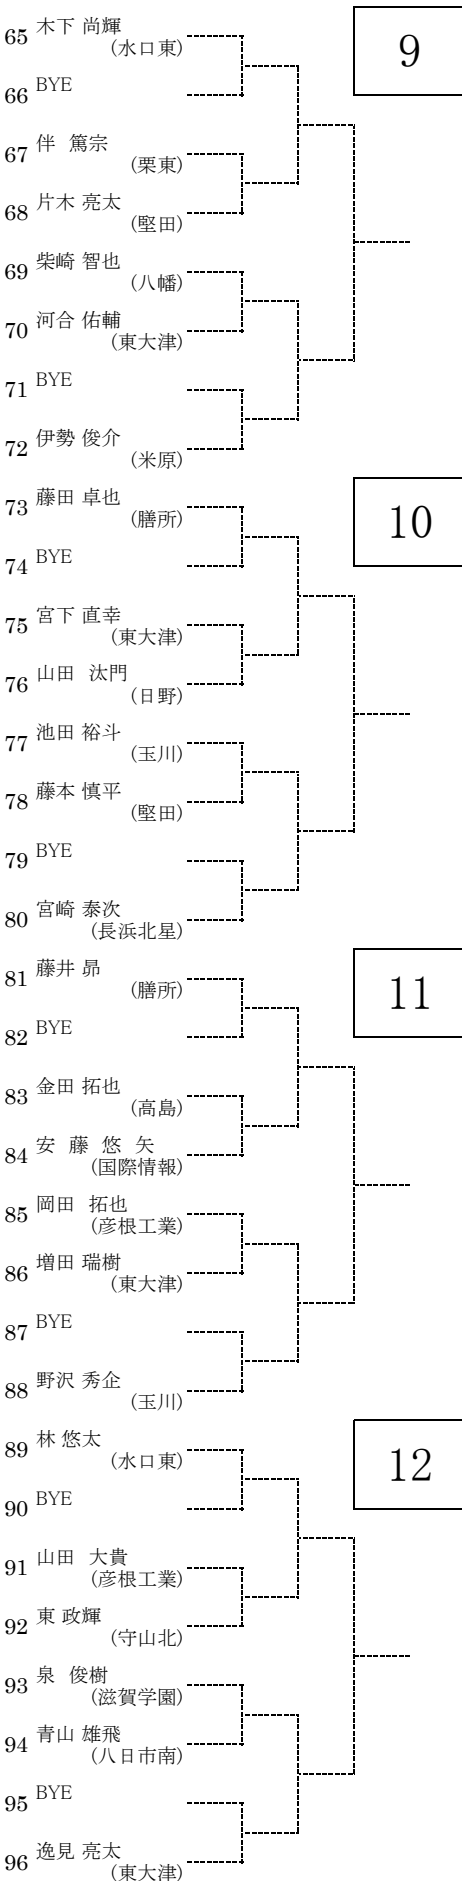 9
65 木下 尚輝
(水口東)
66 BYE
67 伴 篤宗
(栗東)
68 片木 亮太
(堅田)
69 柴崎 智也
(八幡)
70 河合 佑輔
(東大津)
71 BYE
72 伊勢 俊介
(米原)
10
73 藤田 卓也
(膳所)
74 BYE
75 宮下 直幸
(東大津)
76 山田 汰門
(日野)
77 池田 裕斗
(玉川)
78 藤本 慎平
(堅田)
79 BYE
80 宮崎 泰次
(長浜北星)
11
81 藤井 昴
(膳所)
82 BYE
83 金田 拓也
(高島)
84 安 藤 悠 矢
(国際情報)
85 岡田 拓也
(彦根工業)
86 増田 瑞樹
(東大津)
87 BYE
88 野沢 秀企
(玉川)
12
89 林 悠太
(水口東)
90 BYE
91 山田 大貴
(彦根工業)
92 東 政輝
(守山北)
93 泉 俊樹
(滋賀学園)
94 青山 雄飛
(八日市南)
95 BYE
96 逸見 亮太
(東大津)